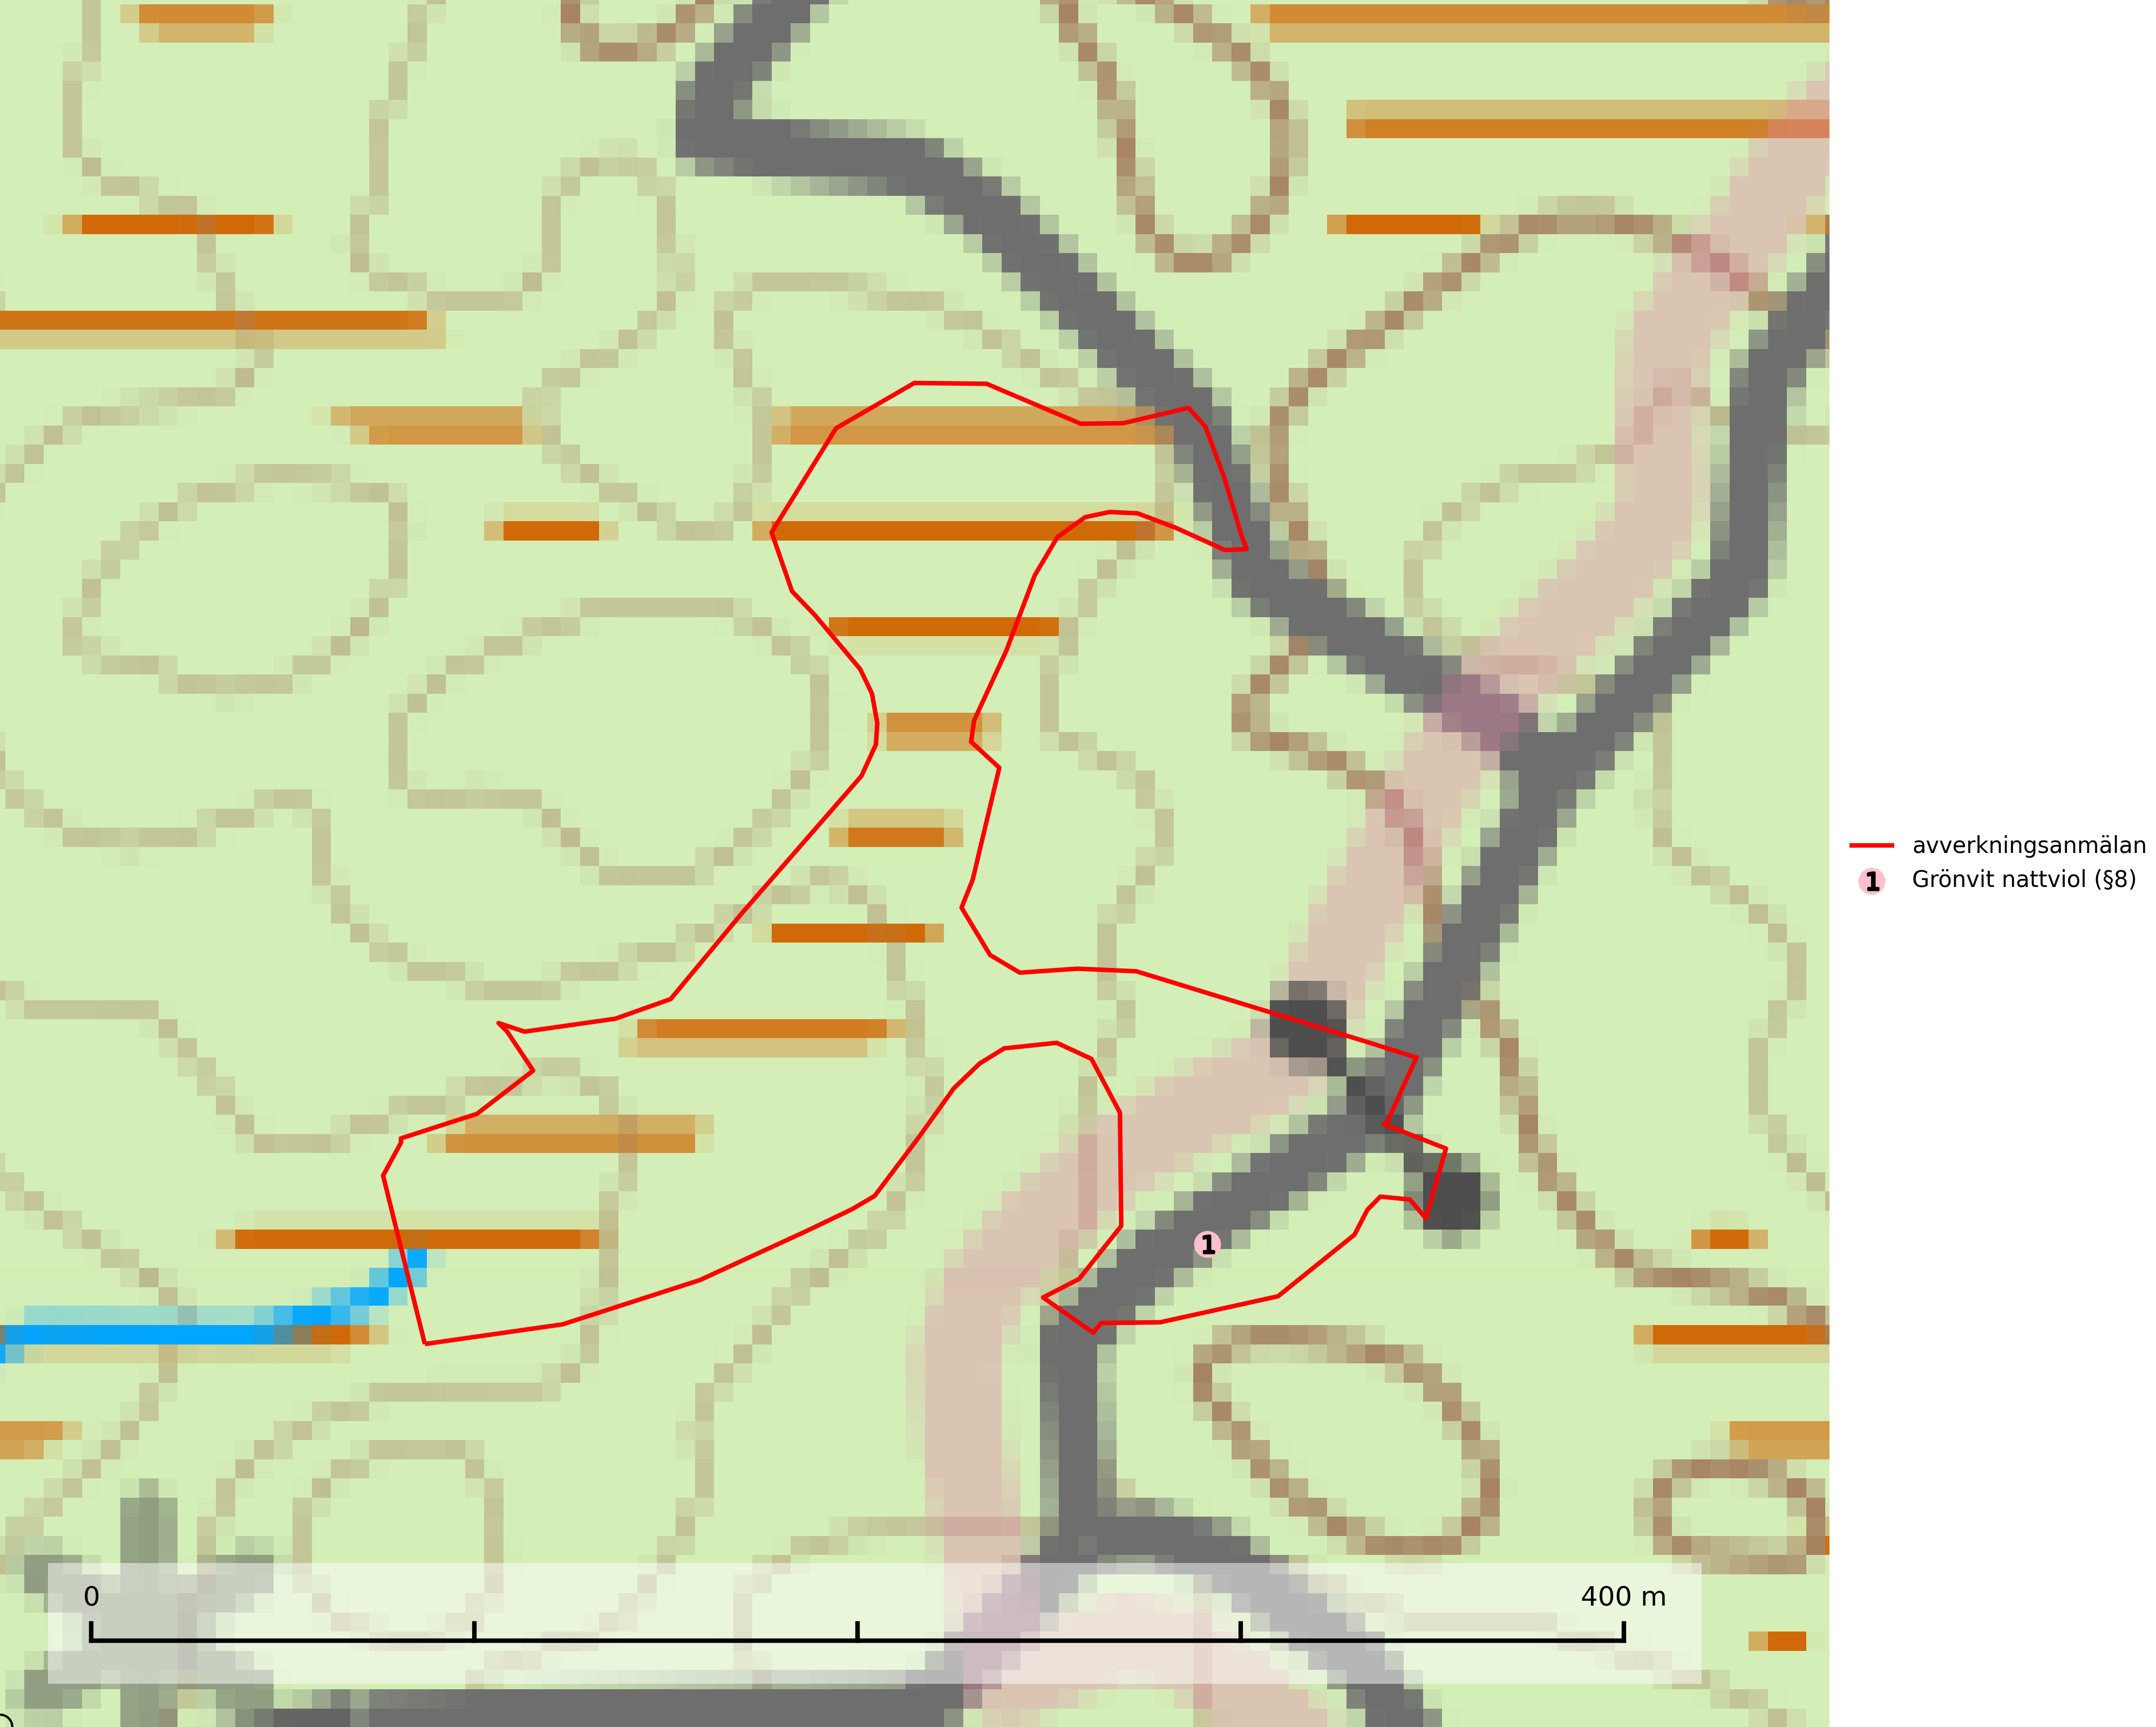 avverkningsanmälan
1 Grönvit nattviol (§8)
1
0 400 m